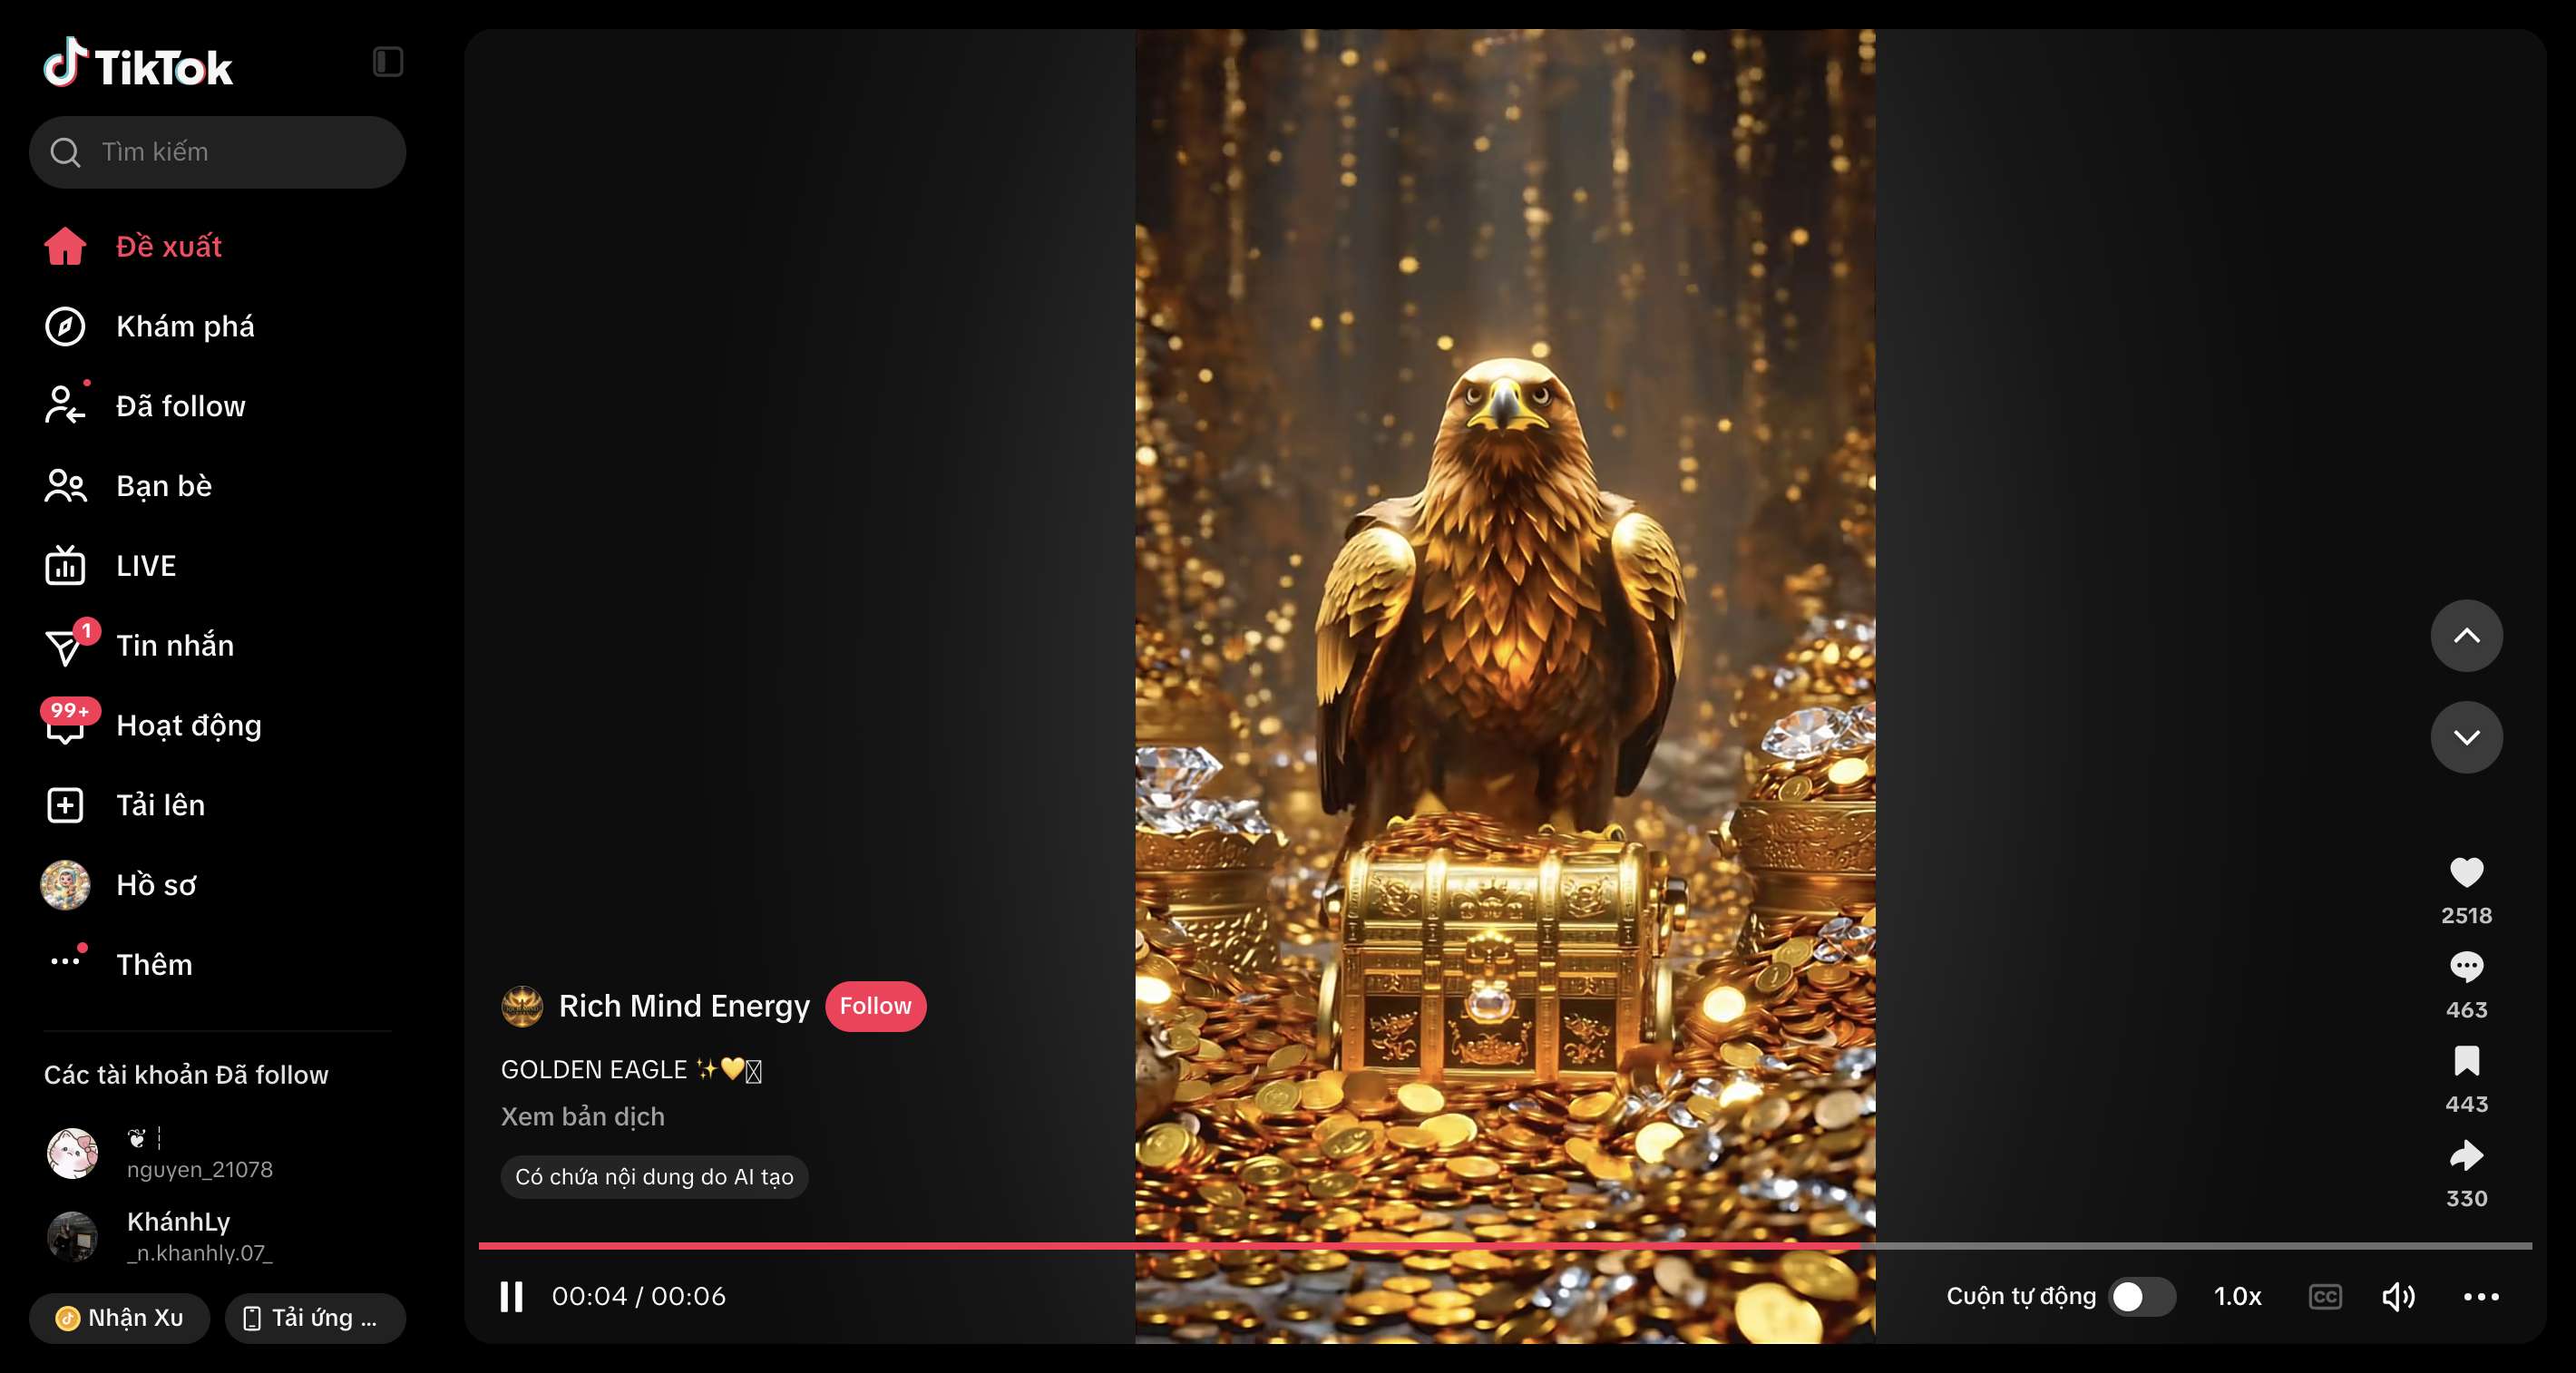 TikTok
Tìm kiếm
Đề xuất
Khám phá
Đã follow
Bạn bè
LIVE
1
Tin nhắn
99+
Hoạt động
Tải lên
Hồ sơ
Thêm
Các tài khoản Đã follow
nguyen_21078
KhánhLy
_n.khanhly.07_
Nhận Xu
Tải ứng ...
Rich Mind Energy
Follow
GOLDEN EAGLE ✨💛
Xem bản dịch
Có chứa nội dung do AI tạo
00:04 / 00:06
2518
463
443
330
Cuộn tự động
1.0x
CC